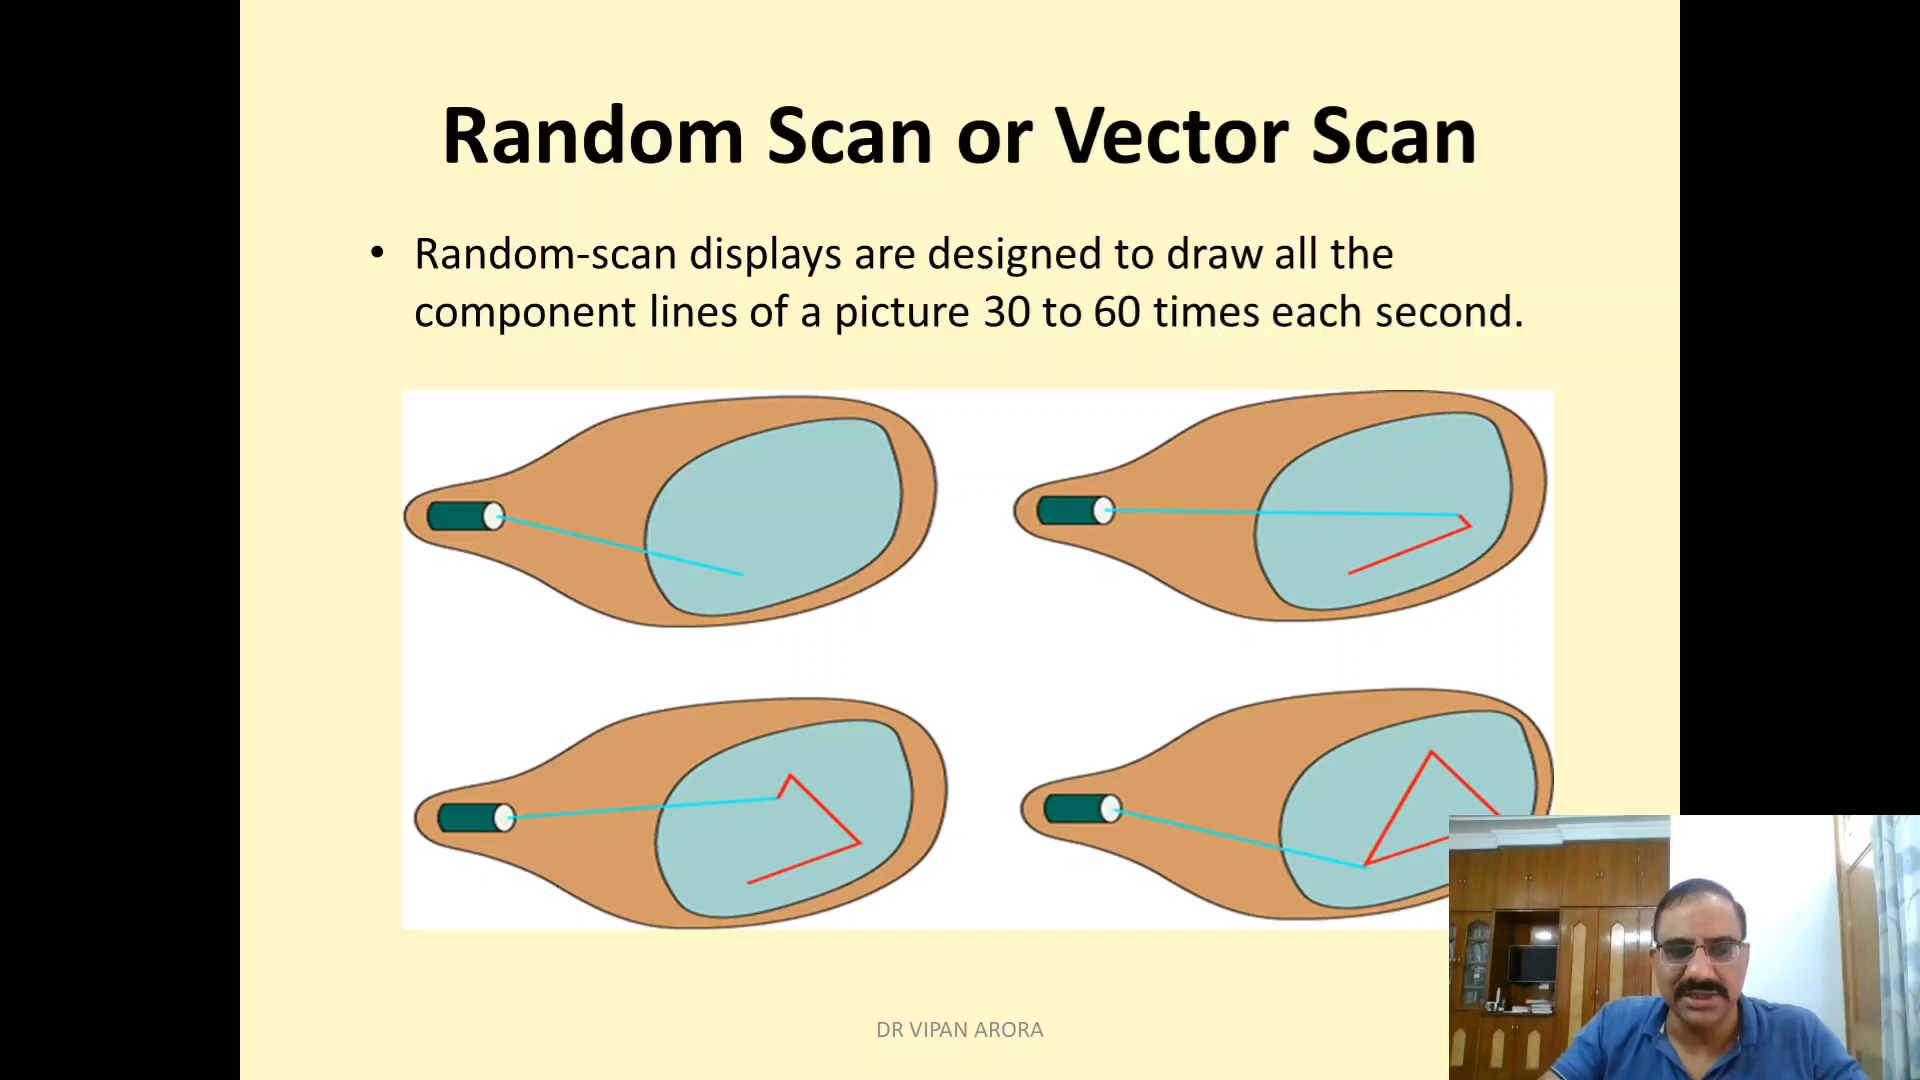 Random Scan or Vector Scan
• Random-scan displays are designed to draw all the
component lines of a picture 30 to 60 times each second.
DR VIPAN ARORA